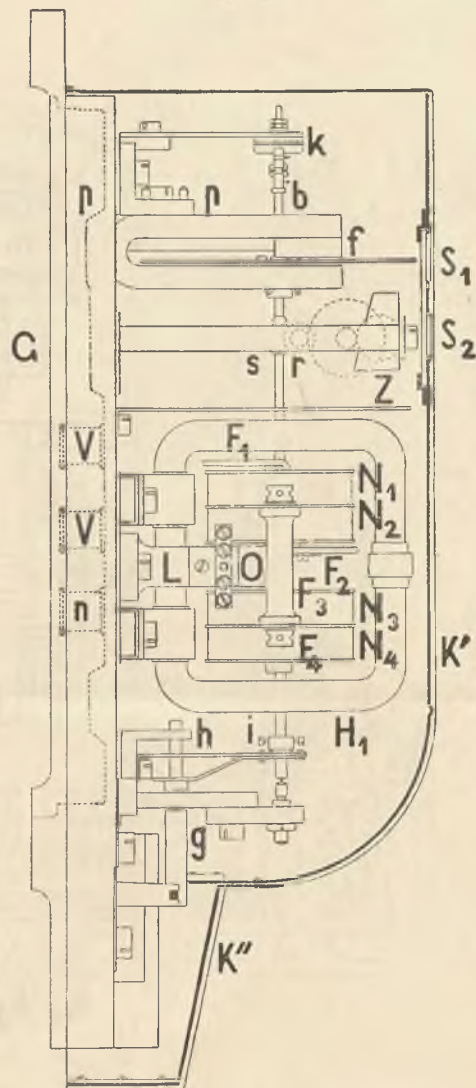 k
p p b
f
S₁
G
S₂
s r
Z
V F₁
N₁
N₂
V
L O F₂
n F₃ N₃
F₄ N₄
K'
h i H₁
g
K"